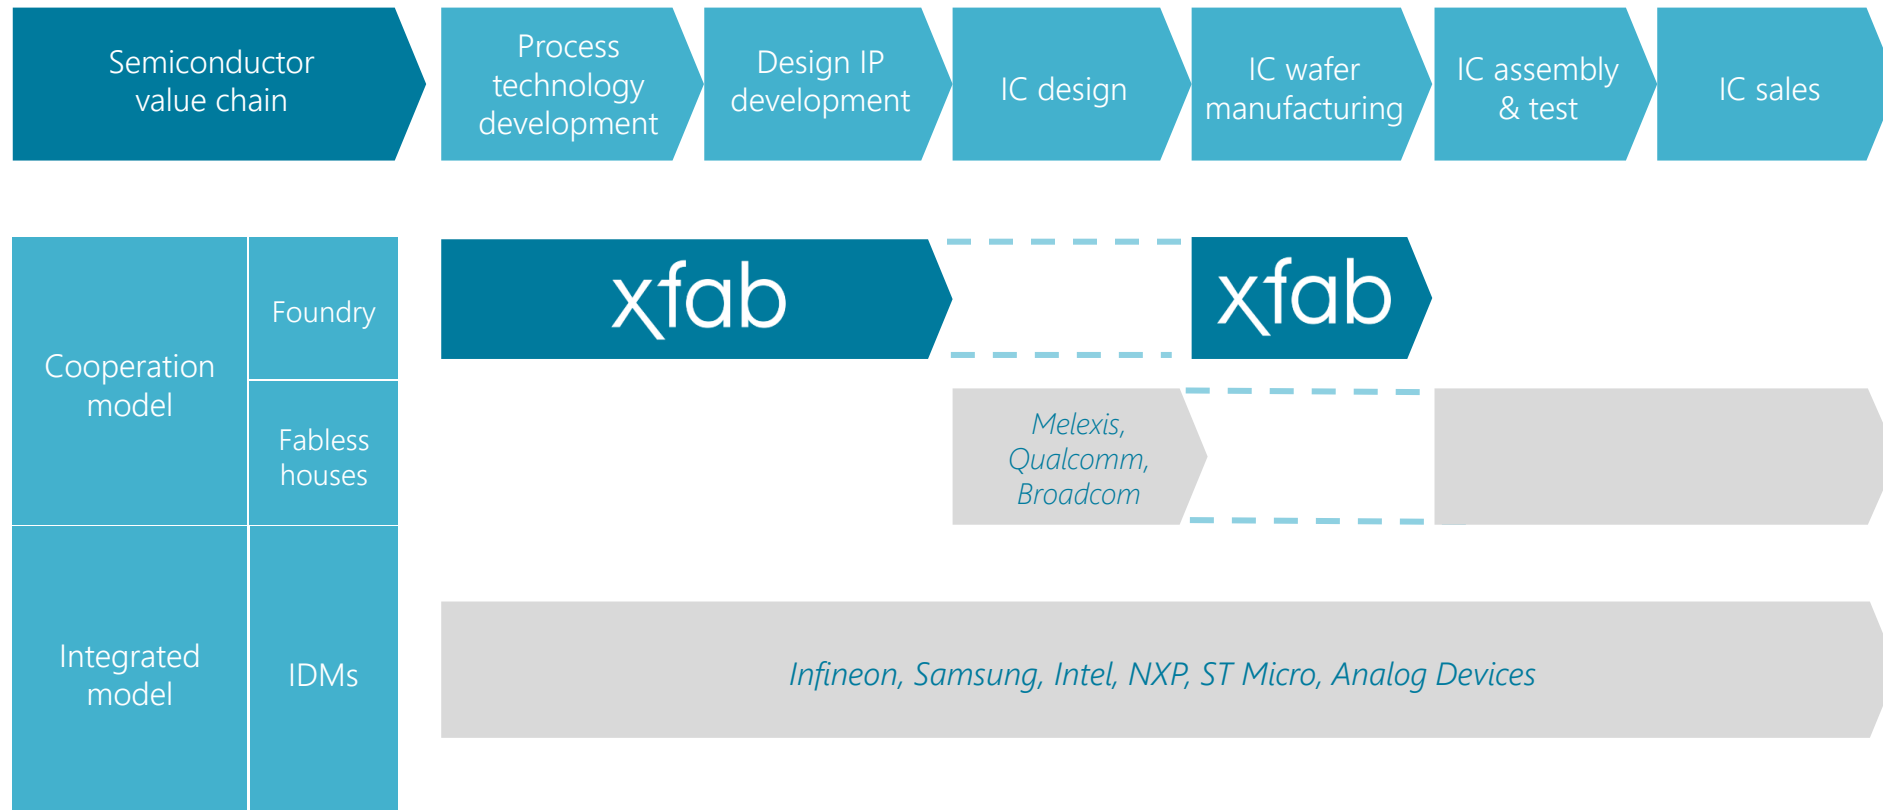 Semiconductor
value chain
Process
technology
development
Design IP
development
IC design
IC wafer
manufacturing
IC assembly
& test
IC sales
Cooperation
model
Foundry
xfab
xfab
Fabless
houses
Melexis,
Qualcomm,
Broadcom
Integrated
model
IDMs
Infineon, Samsung, Intel, NXP, ST Micro, Analog Devices